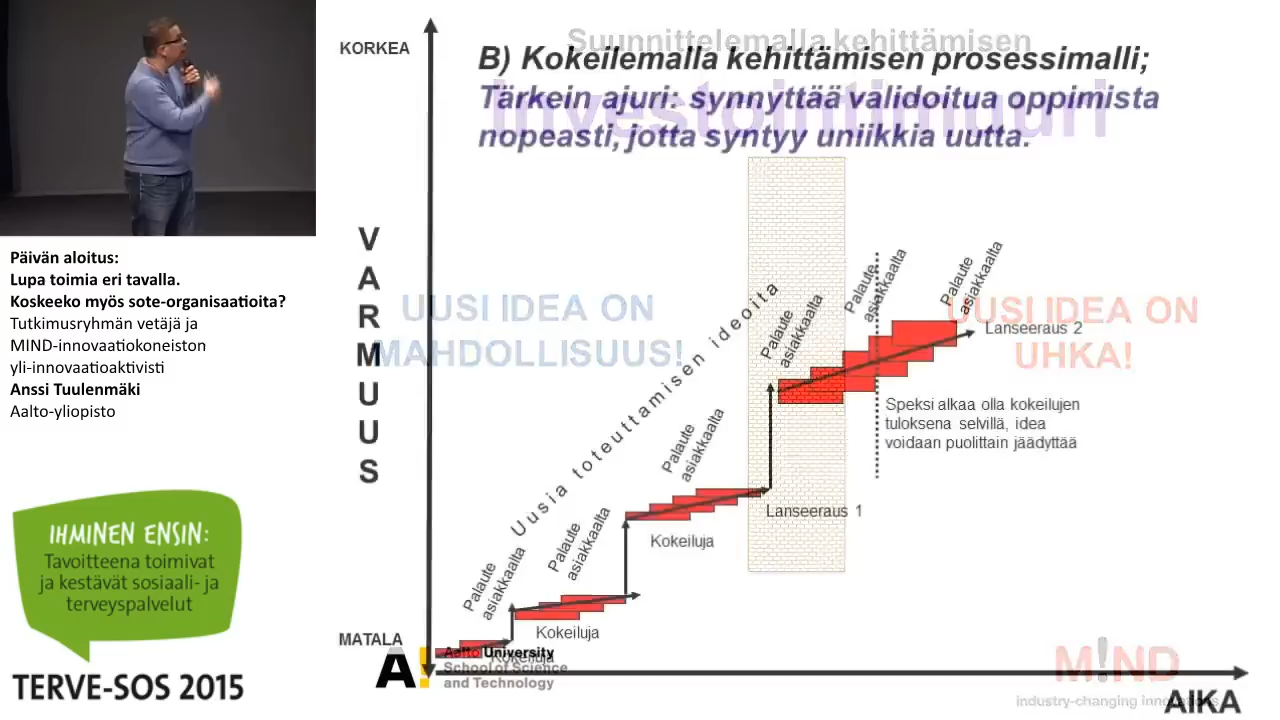 Päivän aloitus:
Lupa toimia eri tavalla.
Koskeeko myös sote-organisaatioita?
Tutkimusryhmän vetäjä ja
MIND-innovaatiokoneiston
yli-innovaatioaktivisti
Anssi Tuulenmäki
Aalto-yliopisto
IHMINEN ENSIN:
Tavoitteena toimivat
ja kestävät sosiaali- ja
terveyspalvelut
TERVE-SOS 2015
Suunnittelemalla kehittämisen
Investointimuuri
B) Kokeilemalla kehittämisen prosessimalli;
Tärkein ajuri: synnyttää validoitua oppimista
nopeasti, jotta syntyy uniikkia uutta.
KORKEA
VARMUUS
MATALA
UUSI IDEA ON
MAHDOLLISUUS!
UUSI IDEA ON
UHKA!
Uusia toteuttamisen ideoita
Palaute
asiakkaalta
Palaute
asiakkaalta
Palaute
asiakkaalta
Palaute
asiakkaalta
Palaute
asiakkaalta
Palaute
asiakkaalta
Lanseeraus 2
Speksi alkaa olla kokeilujen
tuloksena selvillä, idea
voidaan puolittain jäädyttää
Lanseeraus 1
Kokeiluja
Kokeiluja
Kokeiluja
A!
Aalto University
School of Science
and Technology
M!ND
industry-changing innovations
AIKA